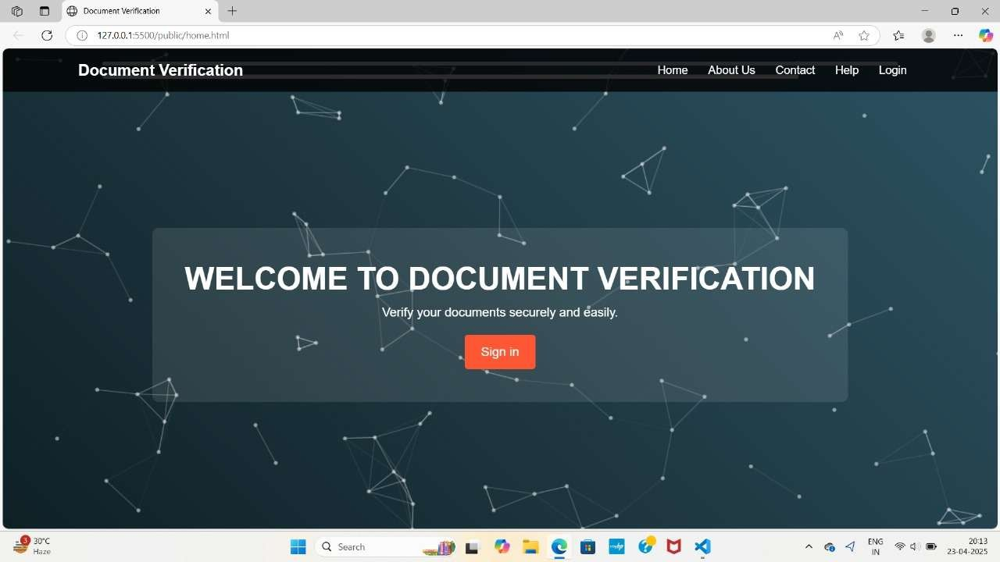 Document Verification
127.0.0.1:5500/public/home.html
Document Verification Home About Us Contact Help Login
WELCOME TO DOCUMENT VERIFICATION
Verify your documents securely and easily.
Sign in
3 30°C
Haze
Search
myhp
ENG
IN
20:13
23-04-2025